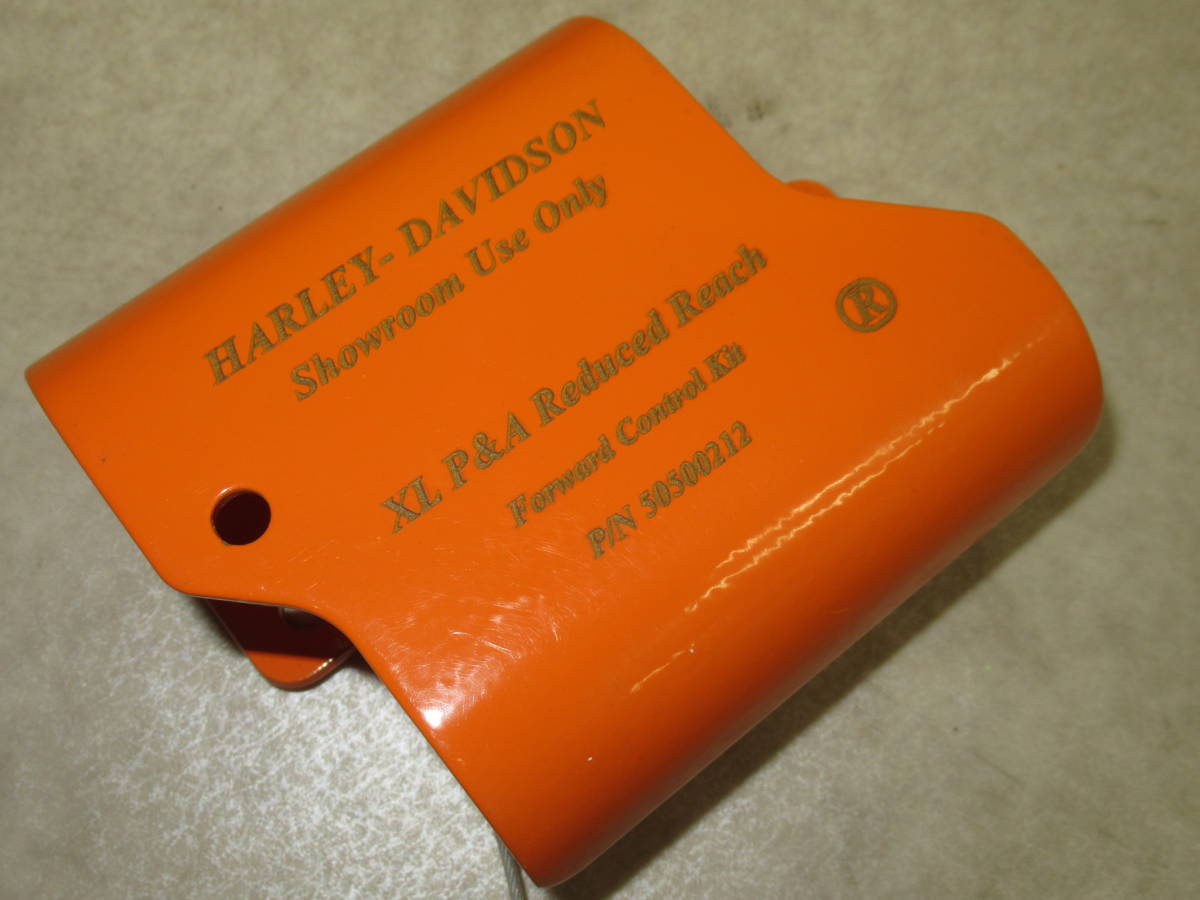 HARLEY- DAVIDSON
Showroom Use Only
XL P&A Reduced Reach
Forward Control Kit
P/N 50500212
®